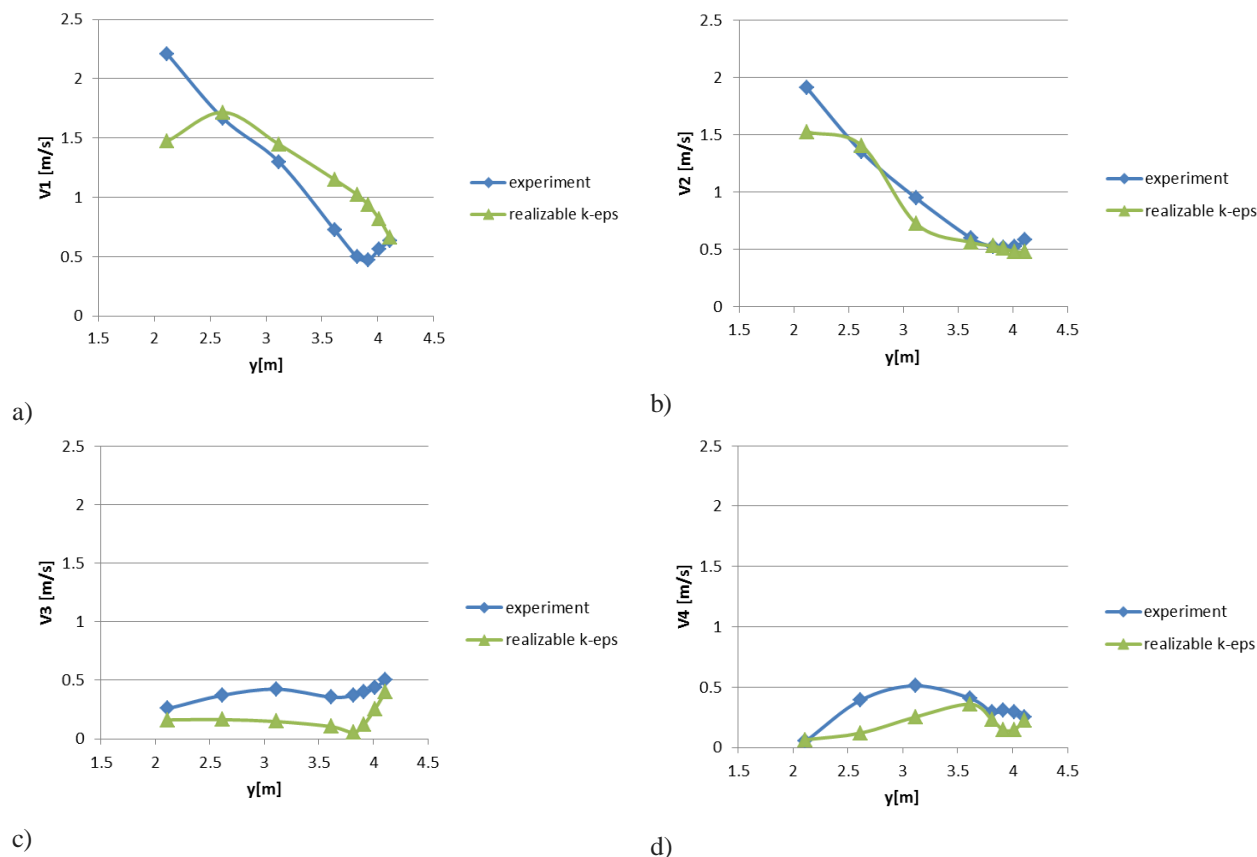 2.5
2
1.5
1
0.5
0
V1 [m/s]
1.5 2 2.5 3 3.5 4 4.5
y[m]
experiment
realizable k-eps
a)
2.5
2
1.5
1
0.5
0
V2 [m/s]
1.5 2 2.5 3 3.5 4 4.5
y[m]
experiment
realizable k-eps
b)
2.5
2
1.5
1
0.5
0
V3 [m/s]
1.5 2 2.5 3 3.5 4 4.5
y[m]
experiment
realizable k-eps
c)
2.5
2
1.5
1
0.5
0
V4 [m/s]
1.5 2 2.5 3 3.5 4 4.5
y[m]
experiment
realizable k-eps
d)